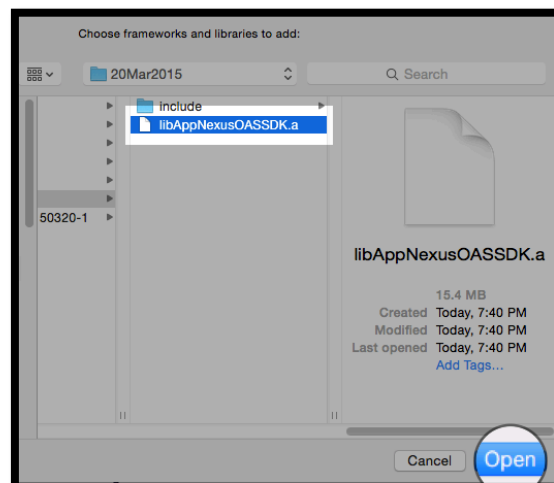 Choose frameworks and libraries to add:
20Mar2015
Search
include
libAppNexusOASSDK.a
50320-1
libAppNexusOASSDK.a
15.4 MB
Created Today, 7:40 PM
Modified Today, 7:40 PM
Last opened Today, 7:40 PM
Add Tags...
Cancel
Open